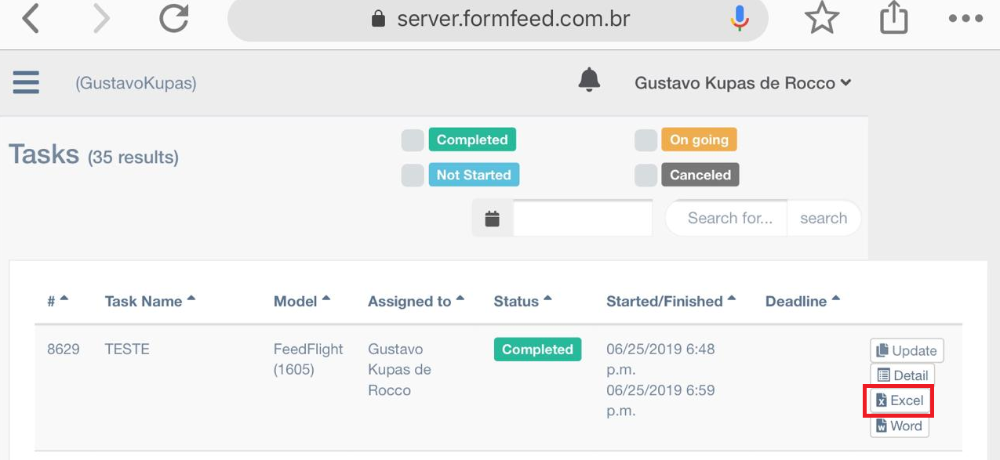 server.formfeed.com.br
(GustavoKupas)
Gustavo Kupas de Rocco
Tasks (35 results)
Completed
On going
Not Started
Canceled
Search for...
search
#
Task Name
Model
Assigned to
Status
Started/Finished
Deadline
8629
TESTE
FeedFlight
(1605)
Gustavo
Kupas de
Rocco
Completed
06/25/2019 6:48
p.m.
06/25/2019 6:59
p.m.
Update
Detail
Excel
Word